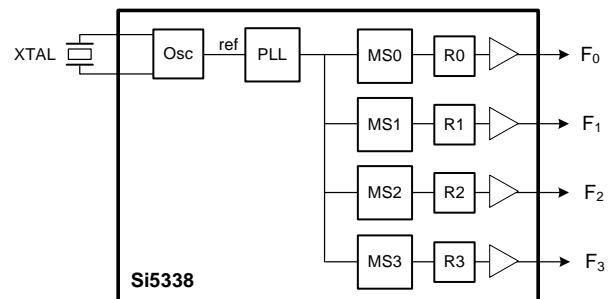 XTAL
Osc
ref
PLL
MS0
R0
F0
MS1
R1
F1
MS2
R2
F2
MS3
R3
F3
Si5338